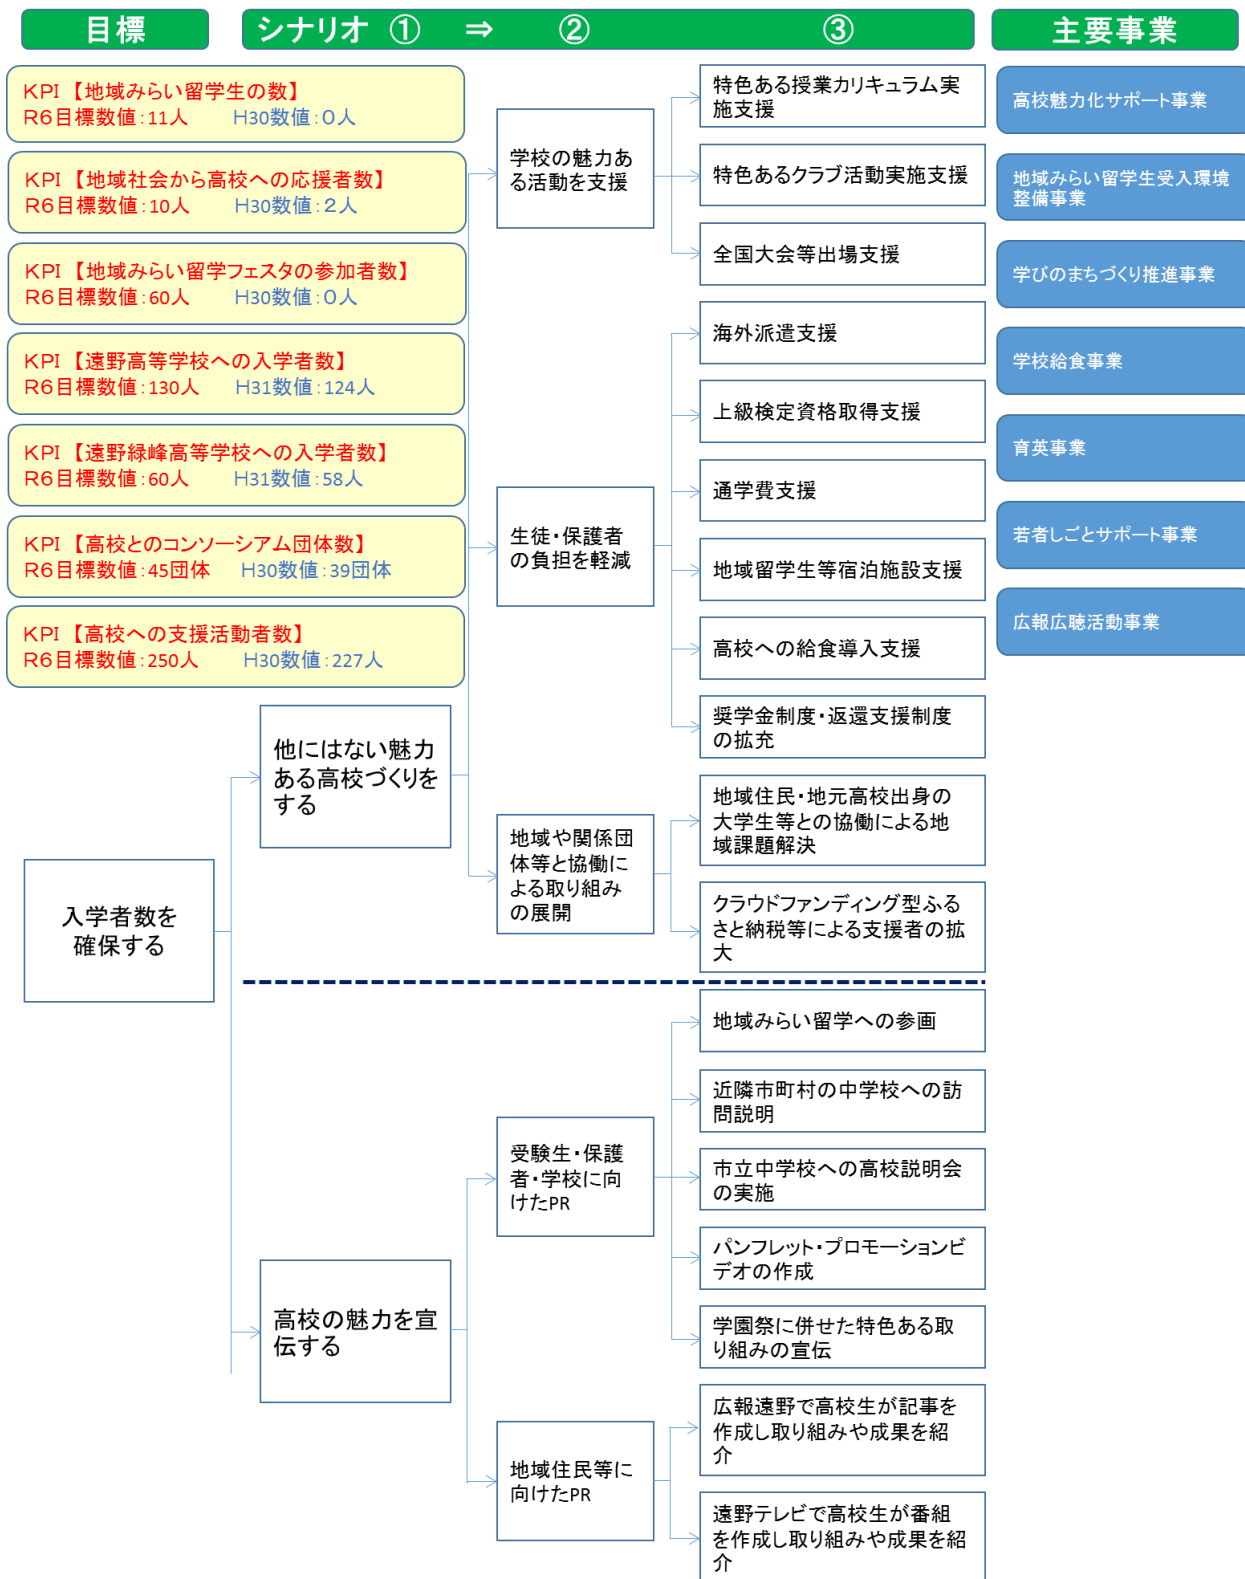 目標
シナリオ ① ⇒ ② ③
主要事業
KPI 【地域みらい留学生の数】
R6目標数値：11人 H30数値：0人
KPI 【地域社会から高校への応援者数】
R6目標数値：10人 H30数値：2人
KPI 【地域みらい留学フェスタの参加者数】
R6目標数値：60人 H30数値：0人
KPI 【遠野高等学校への入学者数】
R6目標数値：130人 H31数値：124人
KPI 【遠野緑峰高等学校への入学者数】
R6目標数値：60人 H31数値：58人
KPI 【高校とのコンソーシアム団体数】
R6目標数値：45団体 H30数値：39団体
KPI 【高校への支援活動者数】
R6目標数値：250人 H30数値：227人
入学者数を
確保する
他にはない魅力
ある高校づくりを
する
高校の魅力を宣
伝する
学校の魅力あ
る活動を支援
生徒・保護者
の負担を軽減
地域や関係団
体等と協働に
よる取り組み
の展開
受験生・保護
者・学校に向
けたPR
地域住民等に
向けたPR
特色ある授業カリキュラム実
施支援
特色あるクラブ活動実施支援
全国大会等出場支援
海外派遣支援
上級検定資格取得支援
通学費支援
地域留学生等宿泊施設支援
高校への給食導入支援
奨学金制度・返還支援制度
の拡充
地域住民・地元高校出身の
大学生等との協働による地
域課題解決
クラウドファンディング型ふる
さと納税等による支援者の拡
大
地域みらい留学への参画
近隣市町村の中学校への訪
問説明
市立中学校への高校説明会
の実施
パンフレット・プロモーションビ
デオの作成
学園祭に併せた特色ある取
り組みの宣伝
広報遠野で高校生が記事を
作成し取り組みや成果を紹
介
遠野テレビで高校生が番組
を作成し取り組みや成果を紹
介
高校魅力化サポート事業
地域みらい留学生受入環境
整備事業
学びのまちづくり推進事業
学校給食事業
育英事業
若者しごとサポート事業
広報広聴活動事業